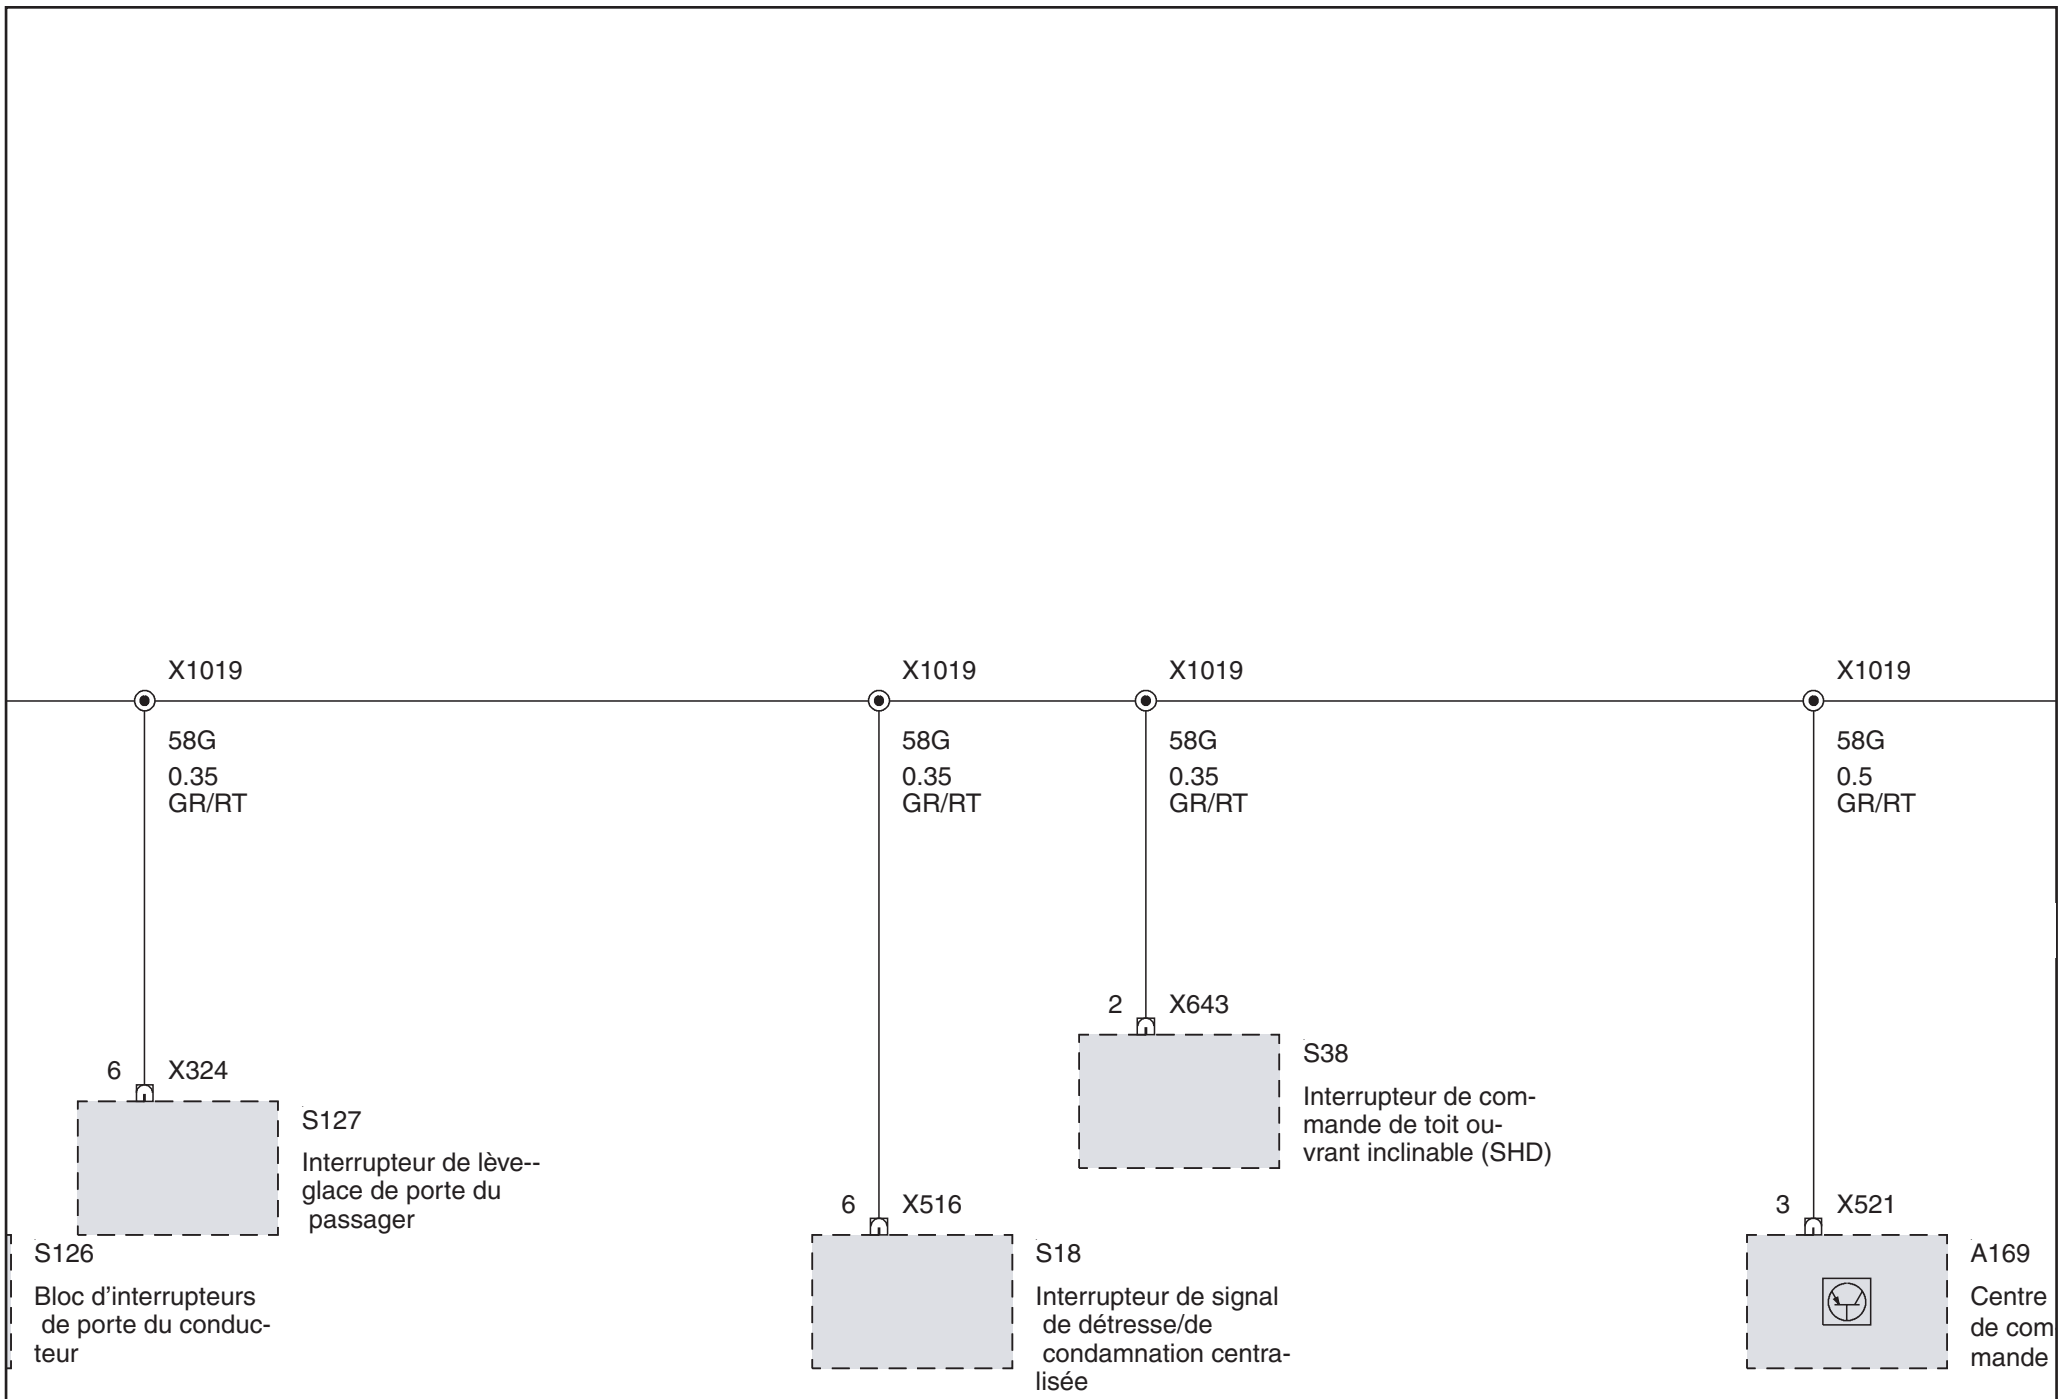 X1019
X1019
X1019
X1019
58G
0.35
GR/RT
58G
0.35
GR/RT
58G
0.35
GR/RT
58G
0.5
GR/RT
2
X643
S38
Interrupteur de com-
mande de toit ou-
vrant inclinable (SHD)
6
X324
S127
Interrupteur de lève--
glace de porte du
passager
6
X516
3
X521
S126
Bloc d'interrupteurs
de porte du conduc-
teur
S18
Interrupteur de signal
de détresse/de
condamnation centra-
lisée
A169
Centre
de com
mande